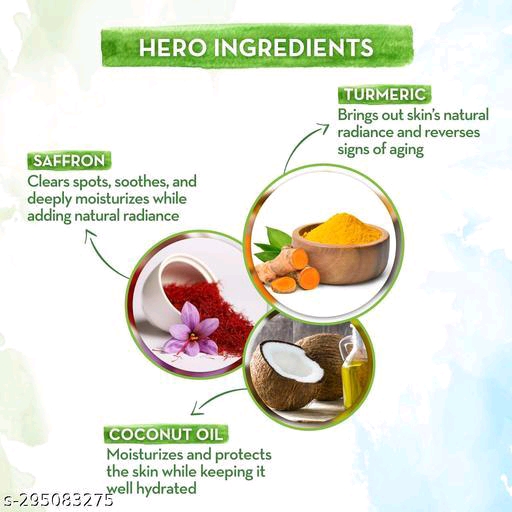 HERO INGREDIENTS
TURMERIC
Brings out skin's natural
radiance and reverses
signs of aging
SAFFRON
Clears spots, soothes, and
deeply moisturizes while
adding natural radiance
COCONUT OIL
Moisturizes and protects
the skin while keeping it
well hydrated
s-295083275